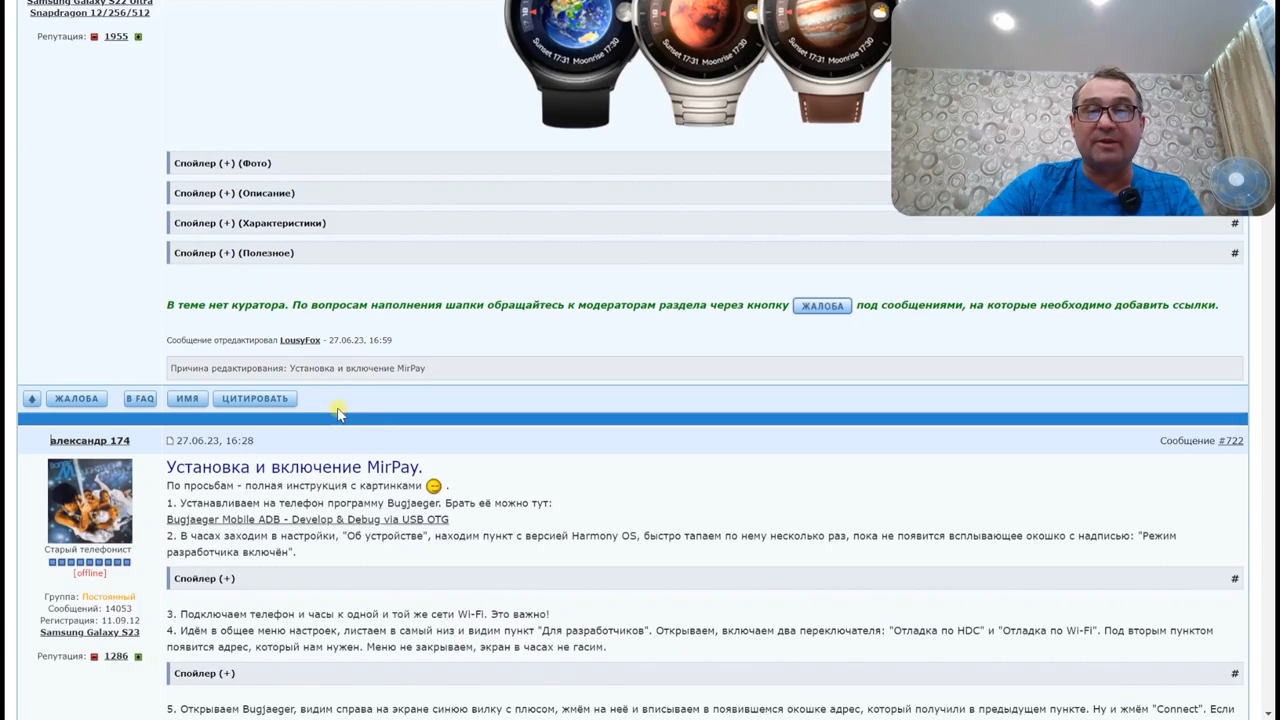 Samsung Galaxy S22 Ultra
Snapdragon 12/256/512
Репутация: 1955
Sunset 17:31 Moonrise 17:30
Sunset 17:31 Moonrise 17:30
Sunset 17:31 Moonrise 17:30
Спойлер (+) (Фото)
Спойлер (+) (Описание)
Спойлер (+) (Характеристики) #
Спойлер (+) (Полезное) #
В теме нет куратора. По вопросам наполнения шапки обращайтесь к модераторам раздела через кнопку ЖАЛОБА под сообщениями, на которые необходимо добавить ссылки.
Сообщение отредактировал LousyFox - 27.06.23, 16:59
Причина редактирования: Установка и включение MirPay
ЖАЛОБА В FAQ ИМЯ ЦИТИРОВАТЬ
александр 174 27.06.23, 16:28 Сообщение #722
Установка и включение MirPay.
По просьбам - полная инструкция с картинками .
1. Устанавливаем на телефон программу Bugjaeger. Брать её можно тут:
Bugjaeger Mobile ADB - Develop & Debug via USB OTG
2. В часах заходим в настройки, "Об устройстве", находим пункт с версией Harmony OS, быстро тапаем по нему несколько раз, пока не появится всплывающее окошко с надписью: "Режим
разработчика включён".
Старый телефонист
[offline]
Группа: Постоянный
Сообщений: 14053
Регистрация: 11.09.12
Samsung Galaxy S23
Репутация: 1286
Спойлер (+) #
3. Подключаем телефон и часы к одной и той же сети Wi-Fi. Это важно!
4. Идём в общее меню настроек, листаем в самый низ и видим пункт "Для разработчиков". Открываем, включаем два переключателя: "Отладка по HDC" и "Отладка по Wi-Fi". Под вторым пунктом
появится адрес, который нам нужен. Меню не закрываем, экран в часах не гасим.
Спойлер (+) #
5. Открываем Bugjaeger, видим справа на экране синюю вилку с плюсом, жмём на неё и вписываем в появившемся окошке адрес, который получили в предыдущем пункте. Ну и жмём "Connect". Если